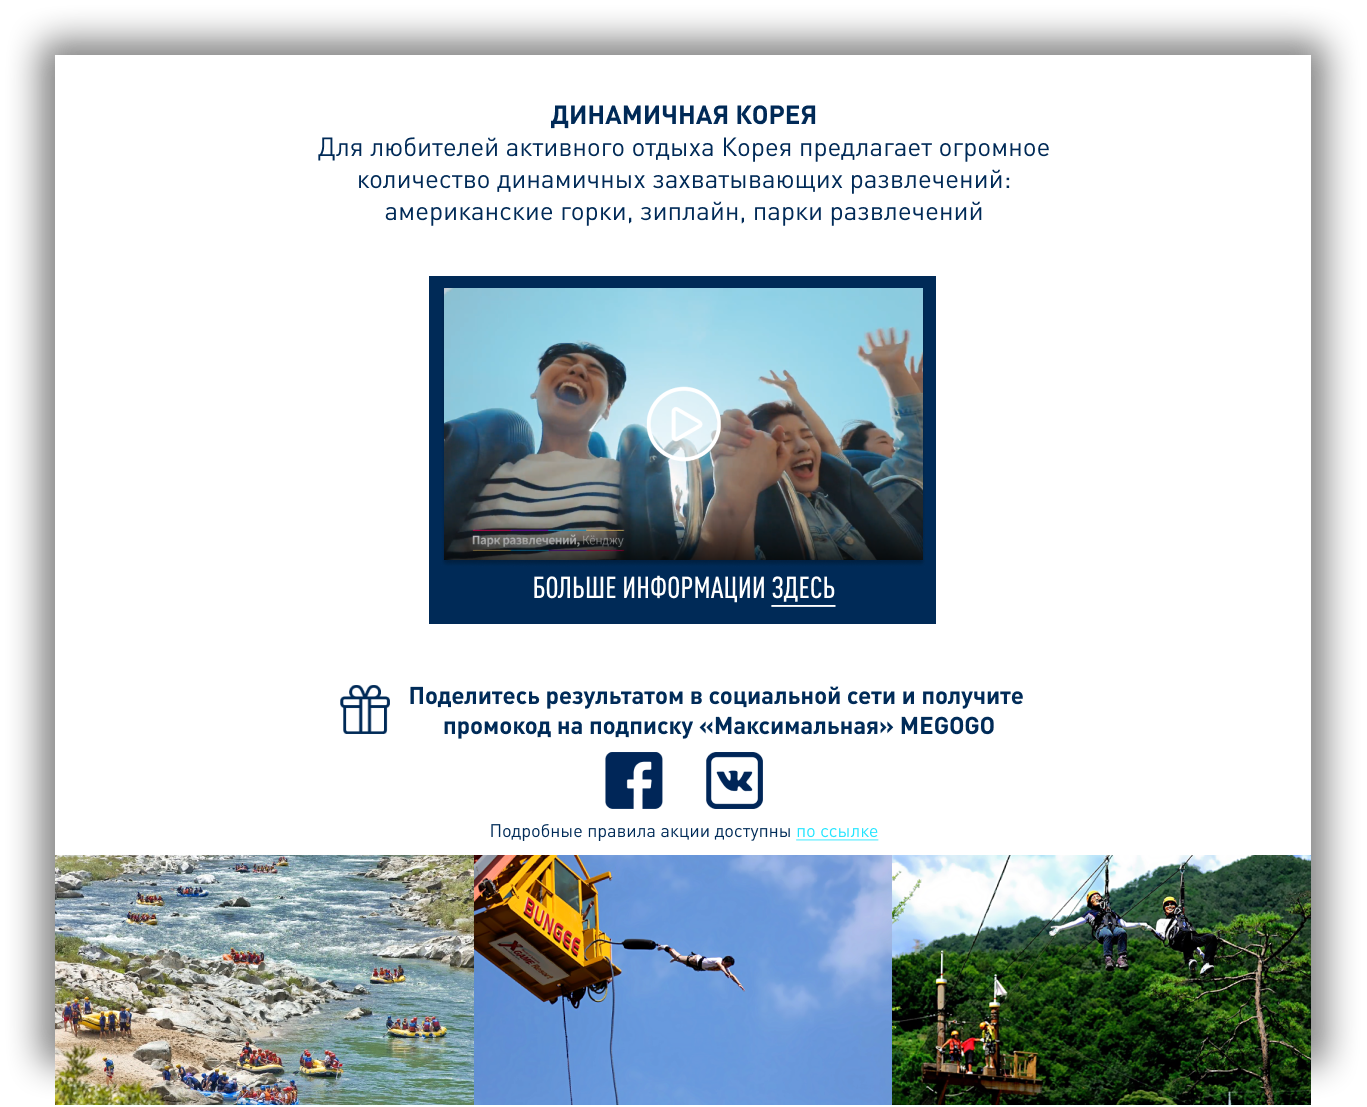 ДИНАМИЧНАЯ КОРЕЯ
Для любителей активного отдыха Корея предлагает огромное
количество динамичных захватывающих развлечений:
американские горки, зиплайн, парки развлечений
Парк развлечений, Кёнджу
БОЛЬШЕ ИНФОРМАЦИИ ЗДЕСЬ
Поделитесь результатом в социальной сети и получите
промокод на подписку «Максимальная» MEGOGO
Подробные правила акции доступны по ссылке
BUNGEE
X GAME Resort